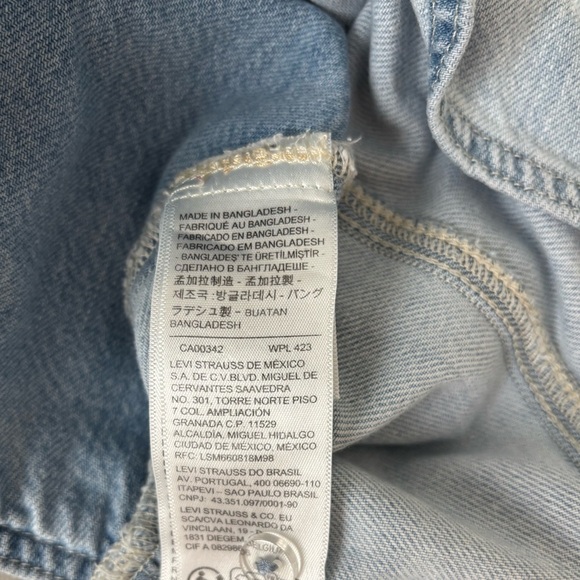 MADE IN BANGLADESH -
FABRIQUÉ AU BANGLADESH -
FABRICADO EN BANGLADESH -
FABRICADO EM BANGLADESH -
BANGLADEŞ'TE ÜRETİLMİŞTİR -
СДЕЛАНО В БАНГЛАДЕШЕ -
孟加拉制造 - 孟加拉製 -
제조국 :방글라데시 - バング
ラデシュ製 - BUATAN
BANGLADESH
CA00342 WPL 423
LEVI STRAUSS DE MÉXICO
S.A. DE C.V.BLVD. MIGUEL DE
CERVANTES SAAVEDRA
NO. 301, TORRE NORTE PISO
7 COL. AMPLIACIÓN
GRANADA C.P. 11529
ALCALDÍA, MIGUEL HIDALGO
CIUDAD DE MÉXICO, MÉXICO
RFC: LSM660818M98
LEVI STRAUSS DO BRASIL
AV. PORTUGAL, 400 06690-110
ITAPEVI – SAO PAULO BRASIL
CNPJ: 43.351.097/0001-90
LEVI STRAUSS & CO. EU
SCA/CVA LEONARDO DA
VINCILAAN, 19 -
1831 DIEGEM
CIF A